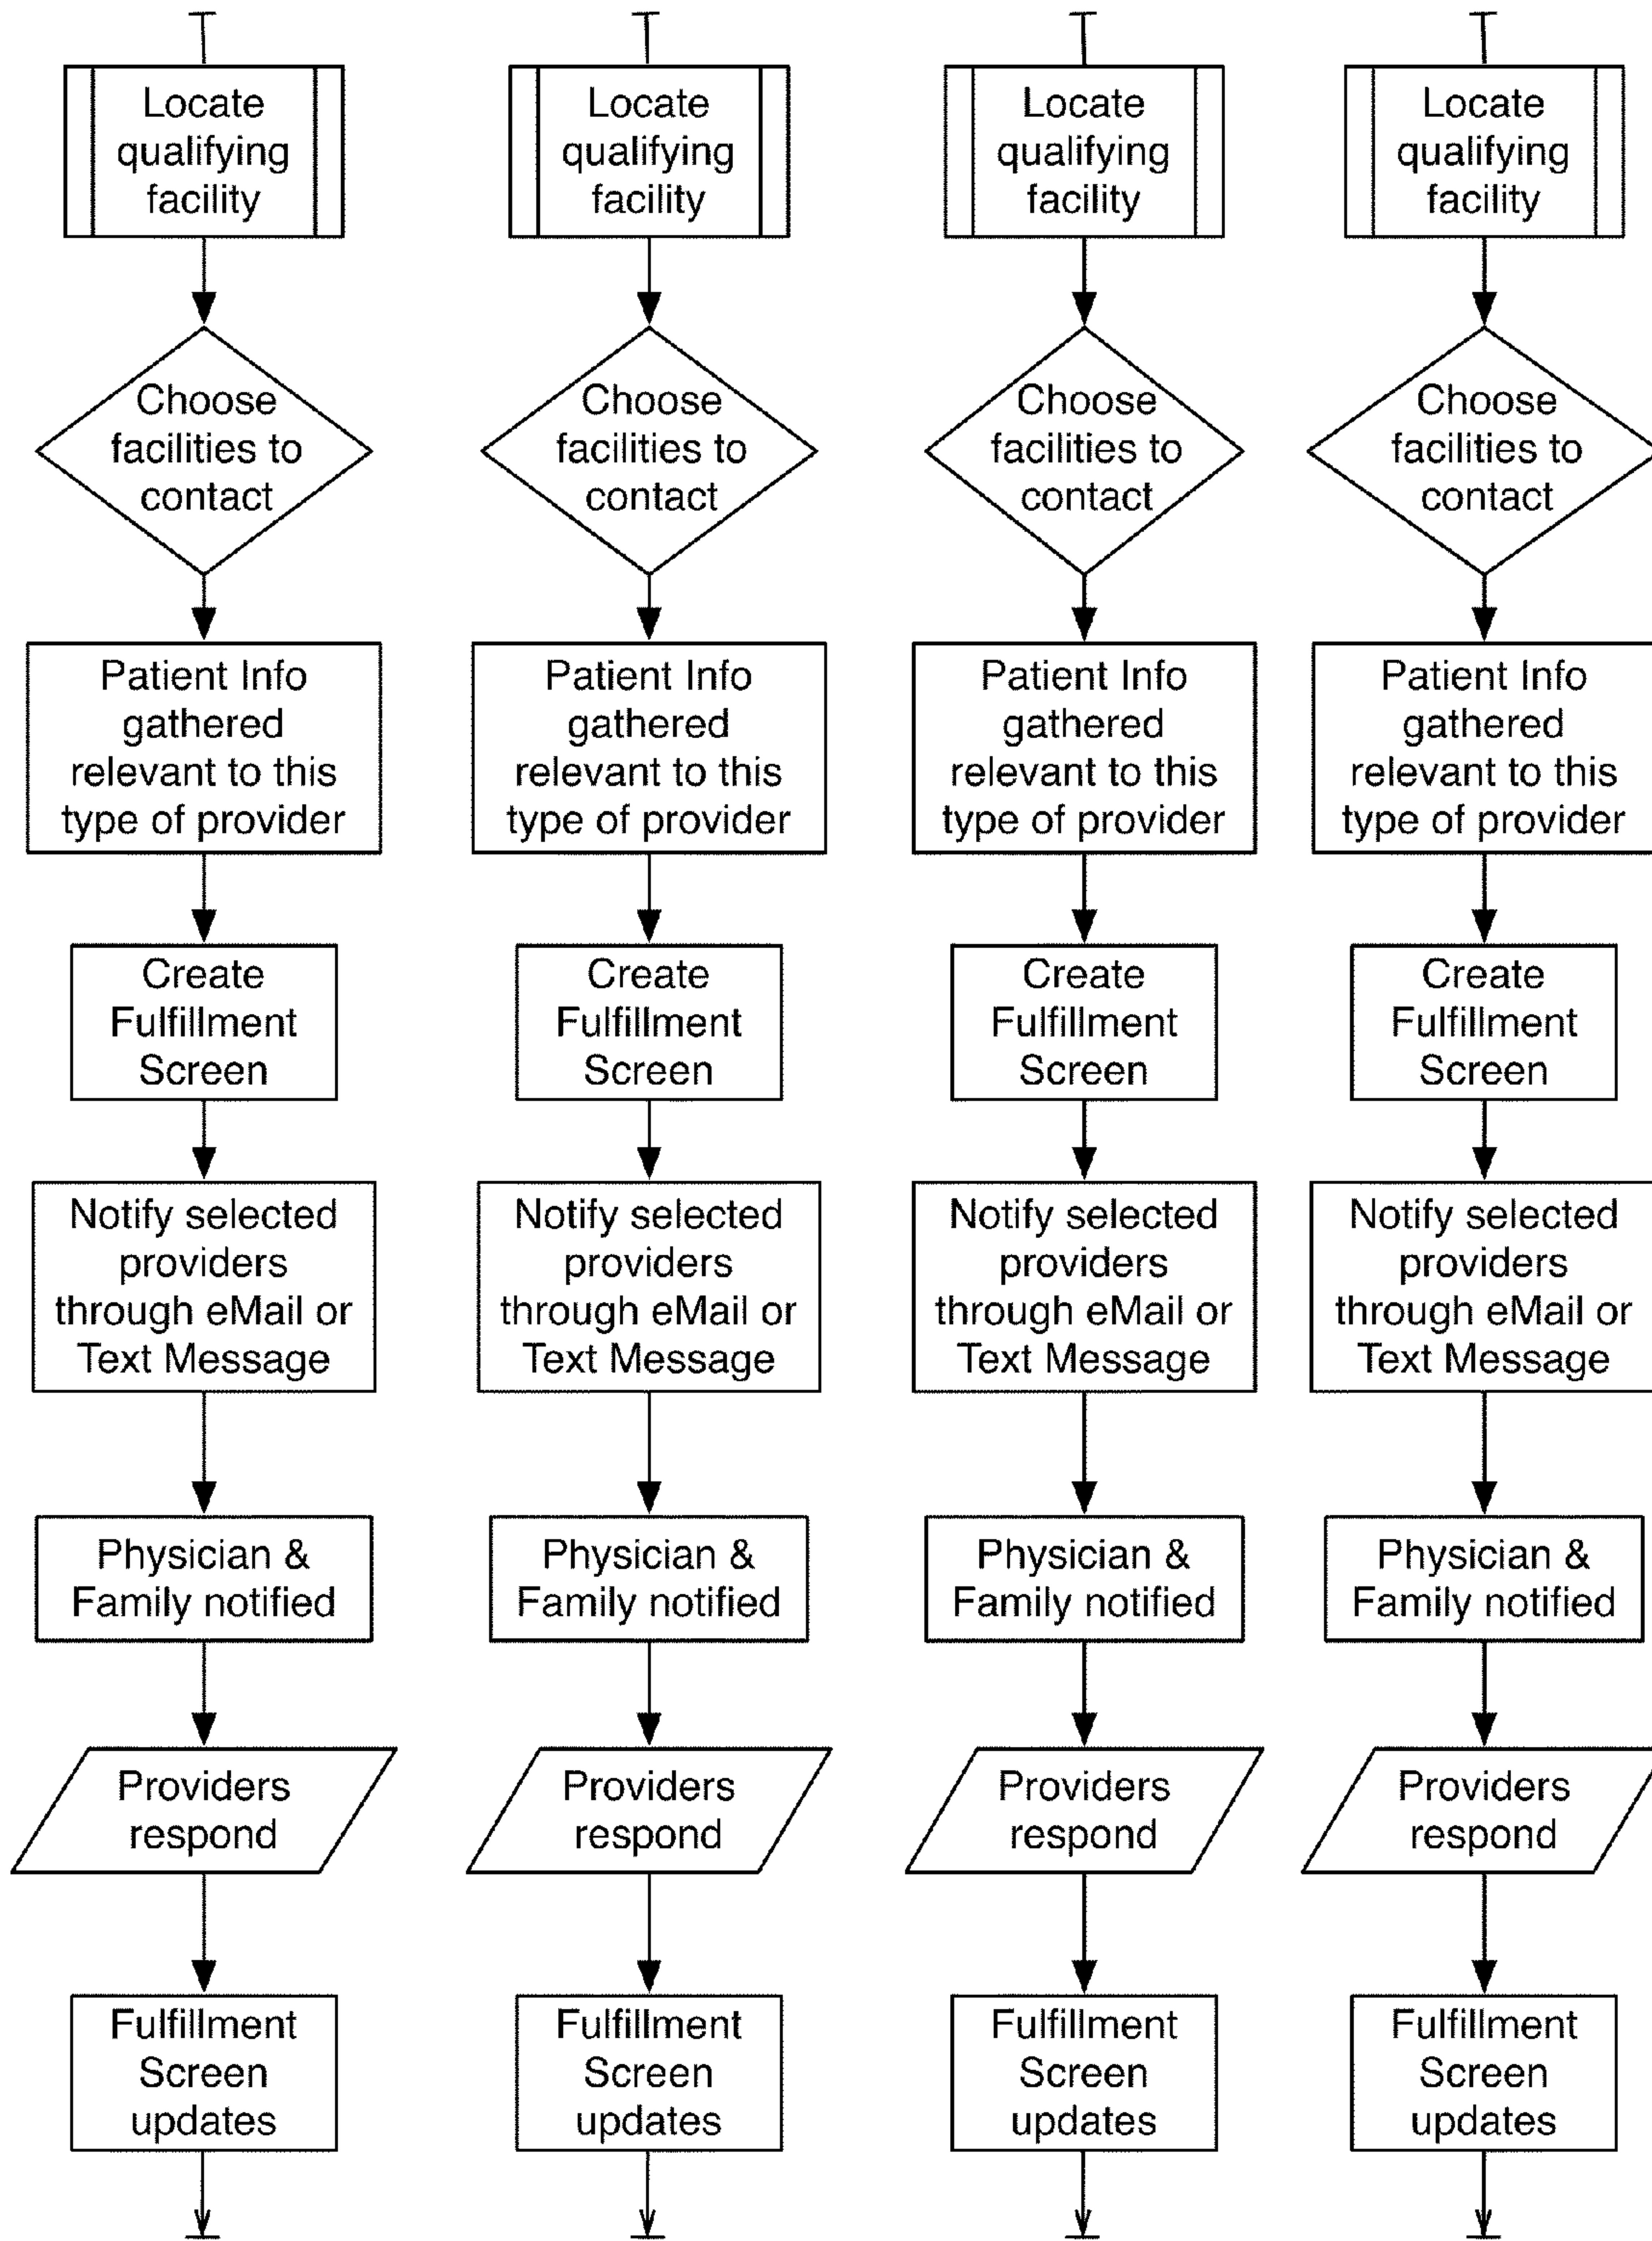 Locate
qualifying
facility
Choose
facilities to
contact
Patient Info
gathered
relevant to this
type of provider
Create
Fulfillment
Screen
Notify selected
providers
through eMail or
Text Message
Physician &
Family notified
Providers
respond
Fulfillment
Screen
updates
Locate
qualifying
facility
Choose
facilities to
contact
Patient Info
gathered
relevant to this
type of provider
Create
Fulfillment
Screen
Notify selected
providers
through eMail or
Text Message
Physician &
Family notified
Providers
respond
Fulfillment
Screen
updates
Locate
qualifying
facility
Choose
facilities to
contact
Patient Info
gathered
relevant to this
type of provider
Create
Fulfillment
Screen
Notify selected
providers
through eMail or
Text Message
Physician &
Family notified
Providers
respond
Fulfillment
Screen
updates
Locate
qualifying
facility
Choose
facilities to
contact
Patient Info
gathered
relevant to this
type of provider
Create
Fulfillment
Screen
Notify selected
providers
through eMail or
Text Message
Physician &
Family notified
Providers
respond
Fulfillment
Screen
updates